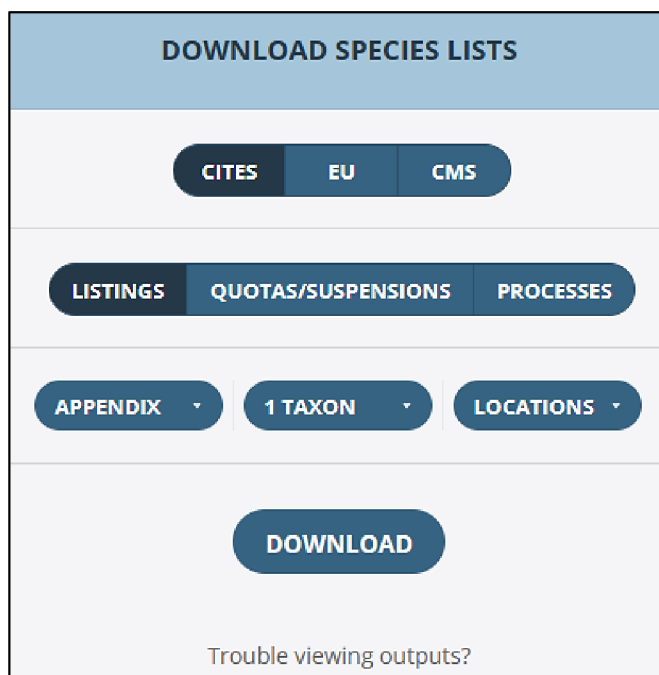 DOWNLOAD SPECIES LISTS
CITES EU CMS
LISTINGS QUOTAS/SUSPENSIONS PROCESSES
APPENDIX 1 TAXON LOCATIONS
DOWNLOAD
Trouble viewing outputs?